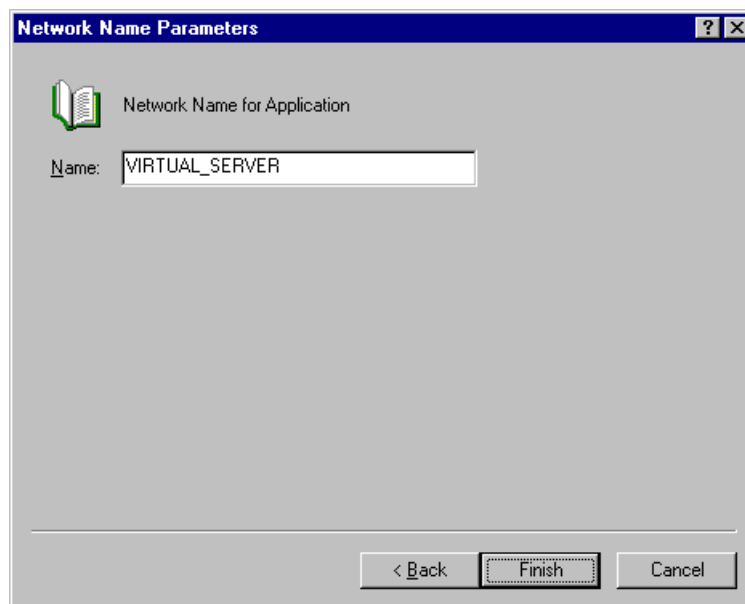 Network Name Parameters
Network Name for Application
Name: VIRTUAL_SERVER
< Back Finish Cancel